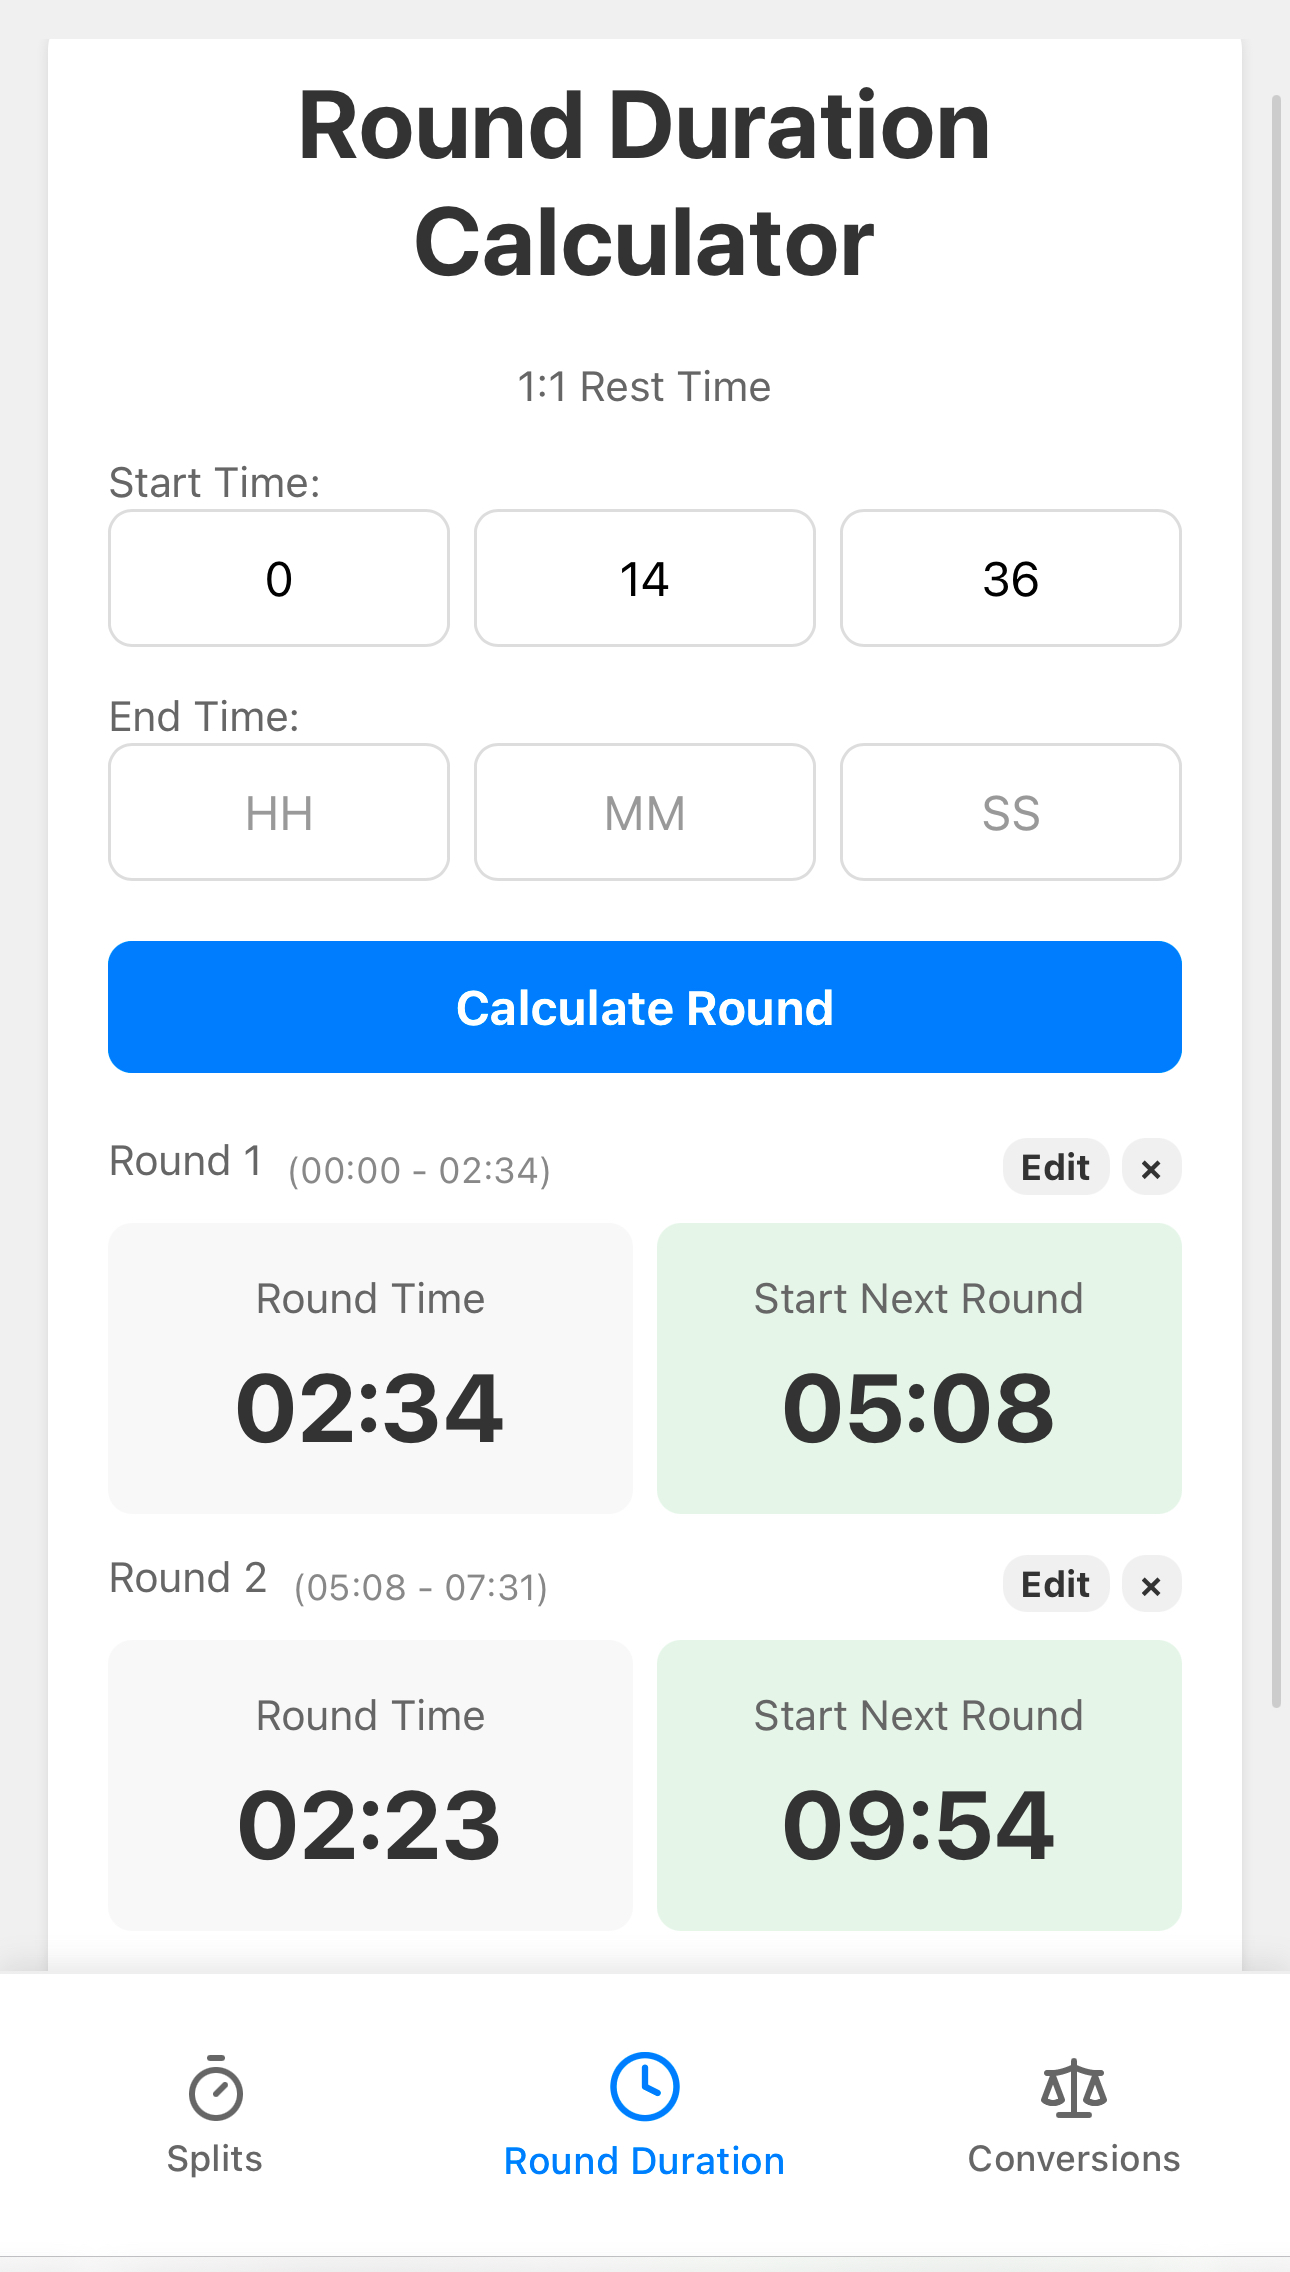 Round Duration
Calculator
1:1 Rest Time
Start Time:
0 14 36
End Time:
HH MM SS
Calculate Round
Round 1 (00:00 - 02:34) Edit ×
Round Time Start Next Round
02:34 05:08
Round 2 (05:08 - 07:31) Edit ×
Round Time Start Next Round
02:23 09:54
Splits Round Duration Conversions